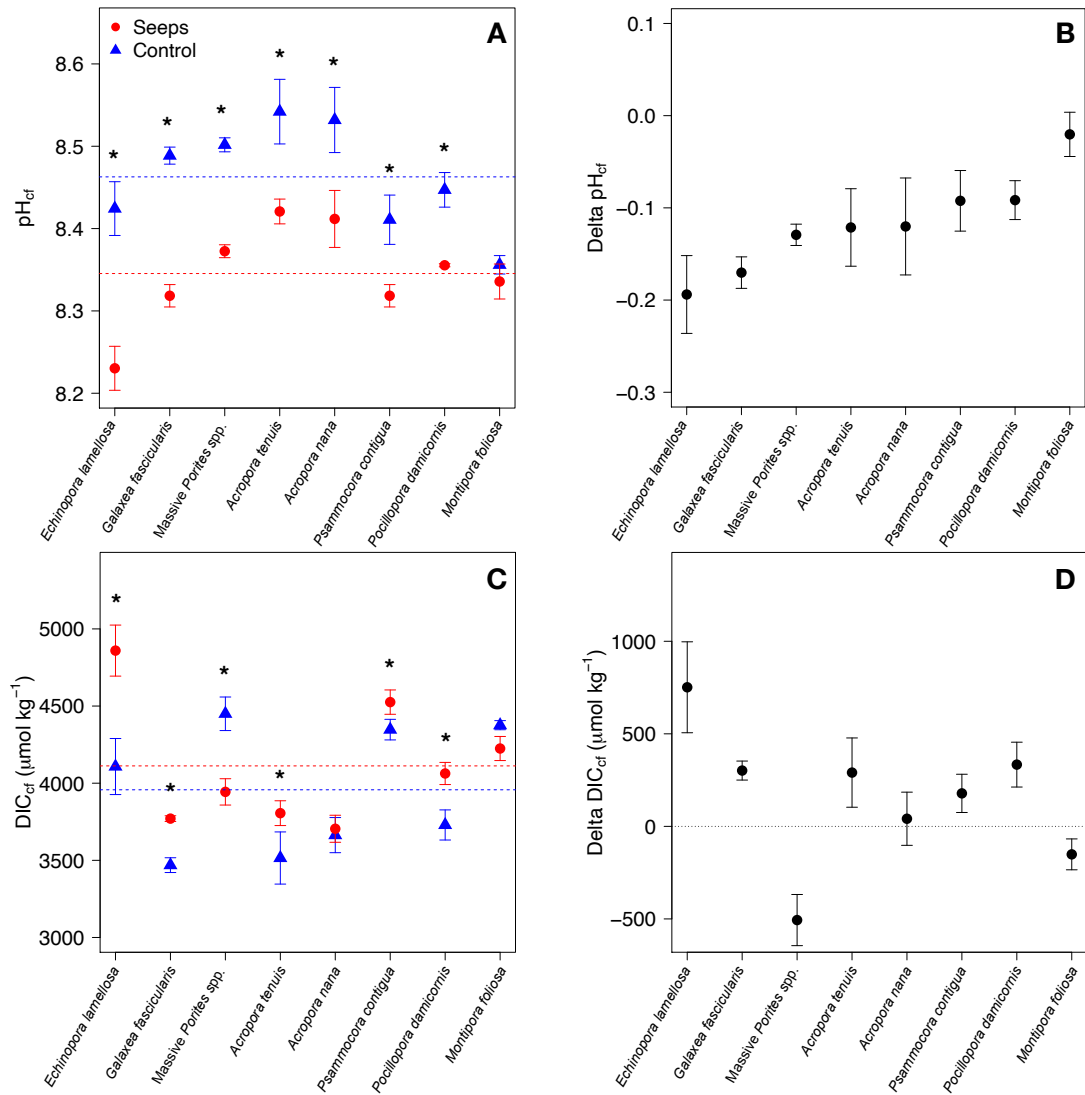 Seeps
Control
A
*
*
*
*
*
*
*
pH_cf
8.6
8.5
8.4
8.3
8.2
Echinopora lamellosa
Galaxea fascicularis
Massive Porites spp.
Acropora tenuis
Acropora nana
Psammocora contigua
Pocillopora damicornis
Montipora foliosa
B
Delta pH_cf
0.1
0.0
−0.1
−0.2
−0.3
Echinopora lamellosa
Galaxea fascicularis
Massive Porites spp.
Acropora tenuis
Acropora nana
Psammocora contigua
Pocillopora damicornis
Montipora foliosa
C
*
*
*
*
*
*
DIC_cf (μmol kg⁻¹)
5000
4500
4000
3500
3000
Echinopora lamellosa
Galaxea fascicularis
Massive Porites spp.
Acropora tenuis
Acropora nana
Psammocora contigua
Pocillopora damicornis
Montipora foliosa
D
Delta DIC_cf (μmol kg⁻¹)
1000
500
0
−500
Echinopora lamellosa
Galaxea fascicularis
Massive Porites spp.
Acropora tenuis
Acropora nana
Psammocora contigua
Pocillopora damicornis
Montipora foliosa